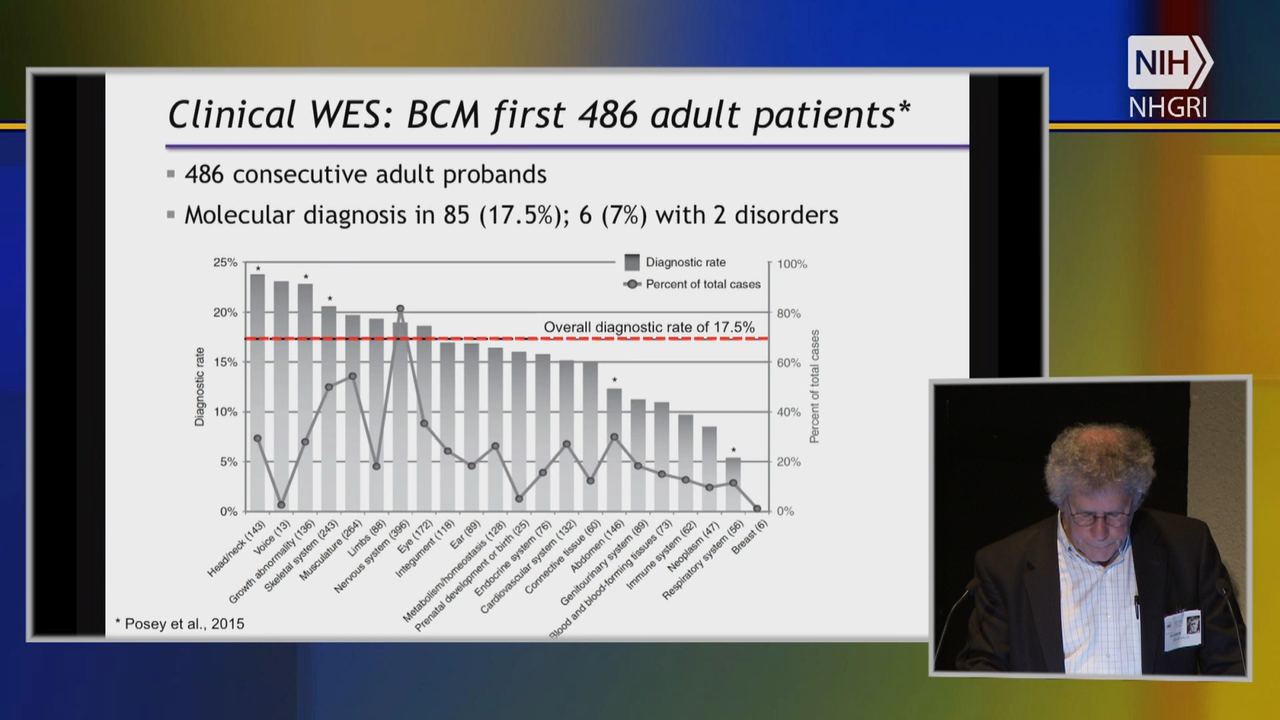 NIH
NHGRI
Clinical WES: BCM first 486 adult patients*
▪ 486 consecutive adult probands
▪ Molecular diagnosis in 85 (17.5%); 6 (7%) with 2 disorders
Diagnostic rate
Percent of total cases
Overall diagnostic rate of 17.5%
25%
20%
15%
10%
5%
0%
Diagnostic rate
100%
80%
60%
40%
20%
0%
Percent of total cases
* * * * *
Head/neck (143)
Voice (13)
Growth abnormality (136)
Skeletal system (243)
Musculature (264)
Limbs (88)
Nervous system (396)
Eye (172)
Integument (118)
Ear (89)
Metabolism/homeostasis (128)
Prenatal development or birth (25)
Endocrine system (76)
Cardiovascular system (132)
Connective tissue (60)
Abdomen (146)
Genitourinary system (89)
Blood and blood-forming tissues (73)
Immune system (62)
Neoplasm (47)
Respiratory system (56)
Breast (6)
* Posey et al., 2015